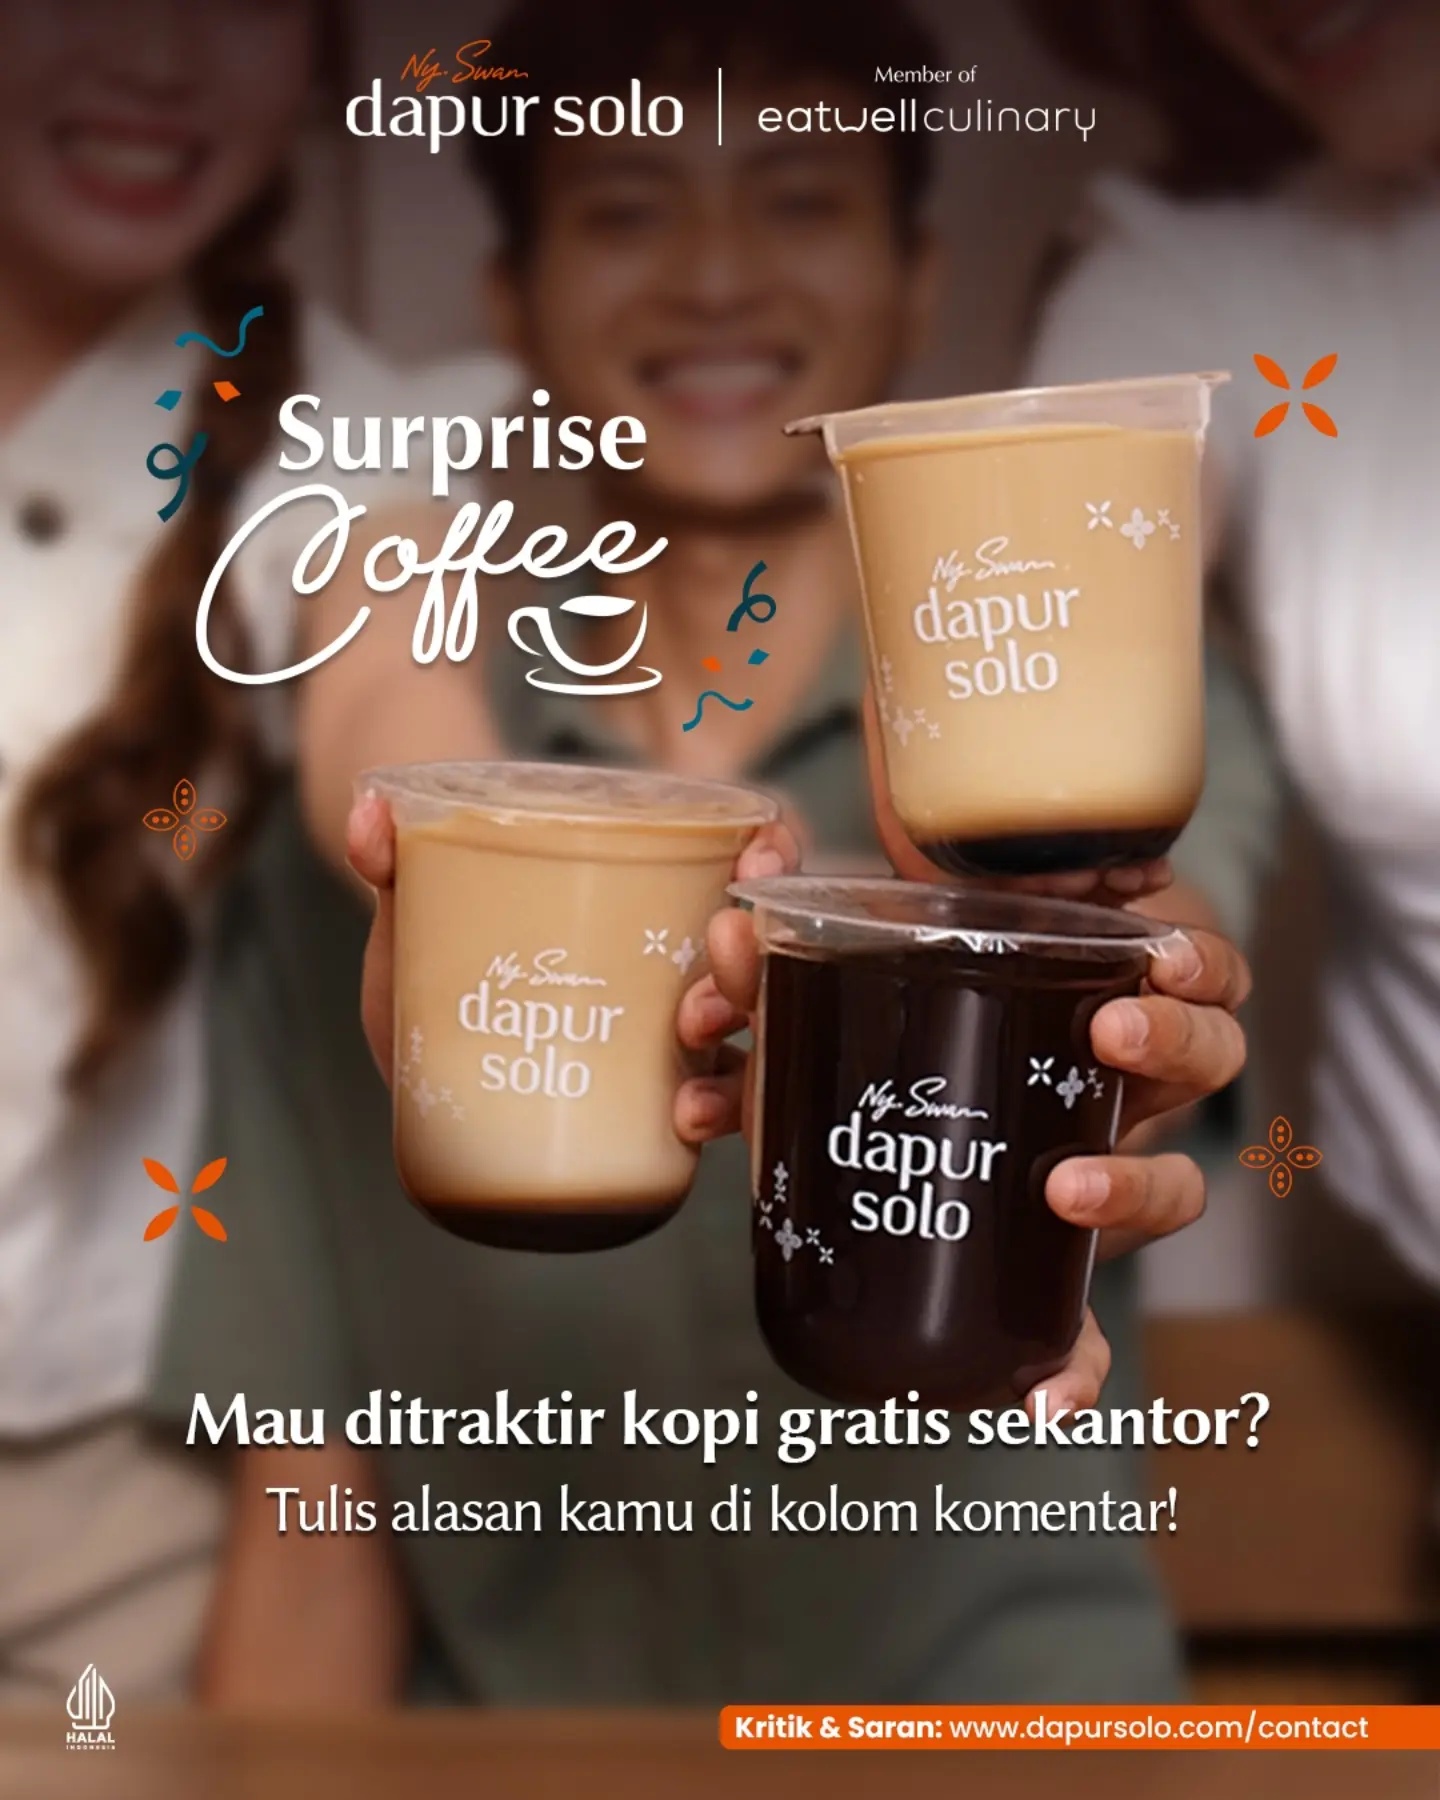 Ny. Swan
dapur solo
Member of
eatwellculinary
Surprise
Coffee
Ny. Swan
dapur
solo
Ny. Swan
dapur
solo
Ny. Swan
dapur
solo
Mau ditraktir kopi gratis sekantor?
Tulis alasan kamu di kolom komentar!
HALAL
INDONESIA
Kritik & Saran: www.dapursolo.com/contact